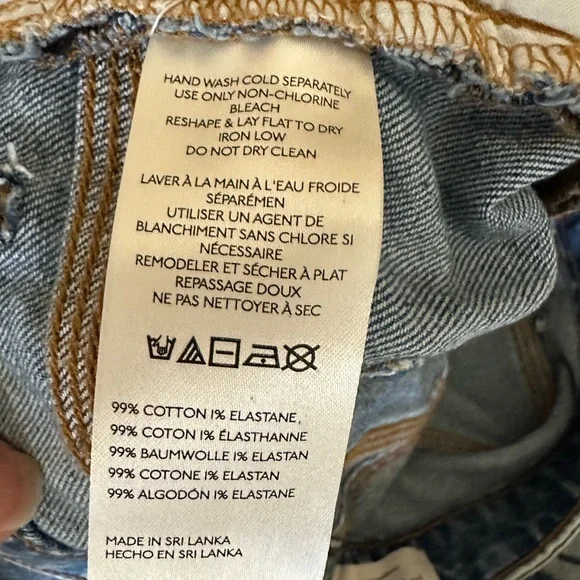 HAND WASH COLD SEPARATELY
USE ONLY NON-CHLORINE
BLEACH
RESHAPE & LAY FLAT TO DRY
IRON LOW
DO NOT DRY CLEAN
LAVER À LA MAIN À L'EAU FROIDE
SÉPARÉMEN
UTILISER UN AGENT DE
BLANCHIMENT SANS CHLORE SI
NÉCESSAIRE
REMODELER ET SÉCHER À PLAT
REPASSAGE DOUX
NE PAS NETTOYER À SEC
99% COTTON 1% ELASTANE
99% COTON 1% ÉLASTHANNE
99% BAUMWOLLE 1% ELASTAN
99% COTONE 1% ELASTAN
99% ALGODÓN 1% ELASTANE
MADE IN SRI LANKA
HECHO EN SRI LANKA